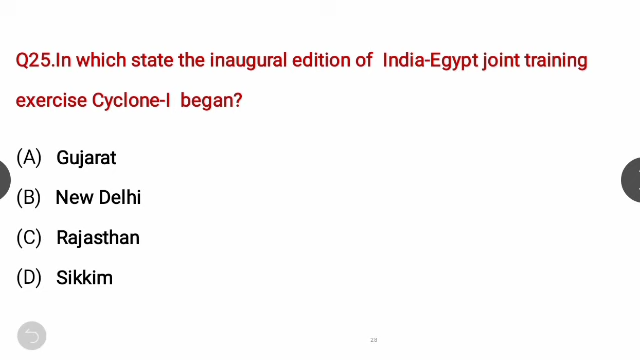 Q25.In which state the inaugural edition of  India-Egypt joint training
exercise Cyclone-I  began?
(A) Gujarat
(B) New Delhi
(C) Rajasthan
(D) Sikkim
23